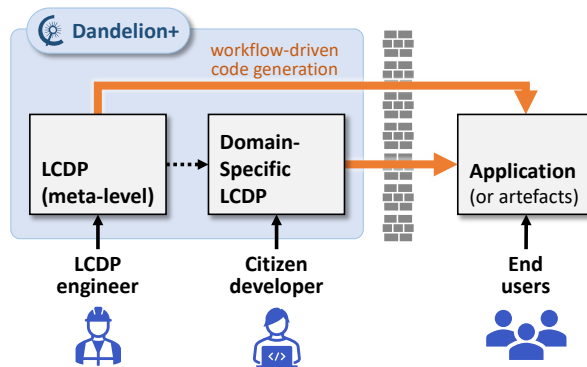 Dandelion+
workflow-driven
code generation
LCDP
(meta-level)
Domain-
Specific
LCDP
Application
(or artefacts)
LCDP
engineer
Citizen
developer
End
users
</>